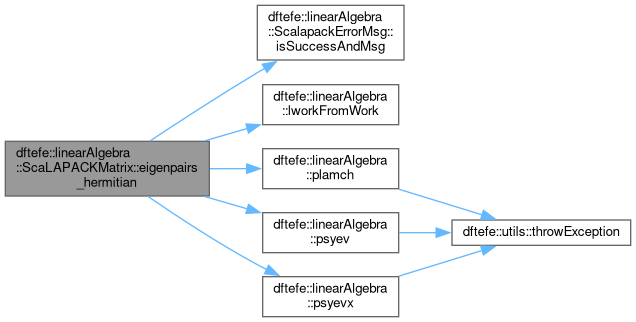 dftefe::linearAlgebra
::ScaLAPACKMatrix::eigenpairs
_hermitian
dftefe::linearAlgebra
::ScalapackErrorMsg::
isSuccessAndMsg
dftefe::linearAlgebra
::lworkFromWork
dftefe::linearAlgebra
::plamch
dftefe::linearAlgebra
::psyev
dftefe::linearAlgebra
::psyevx
dftefe::utils::throwException